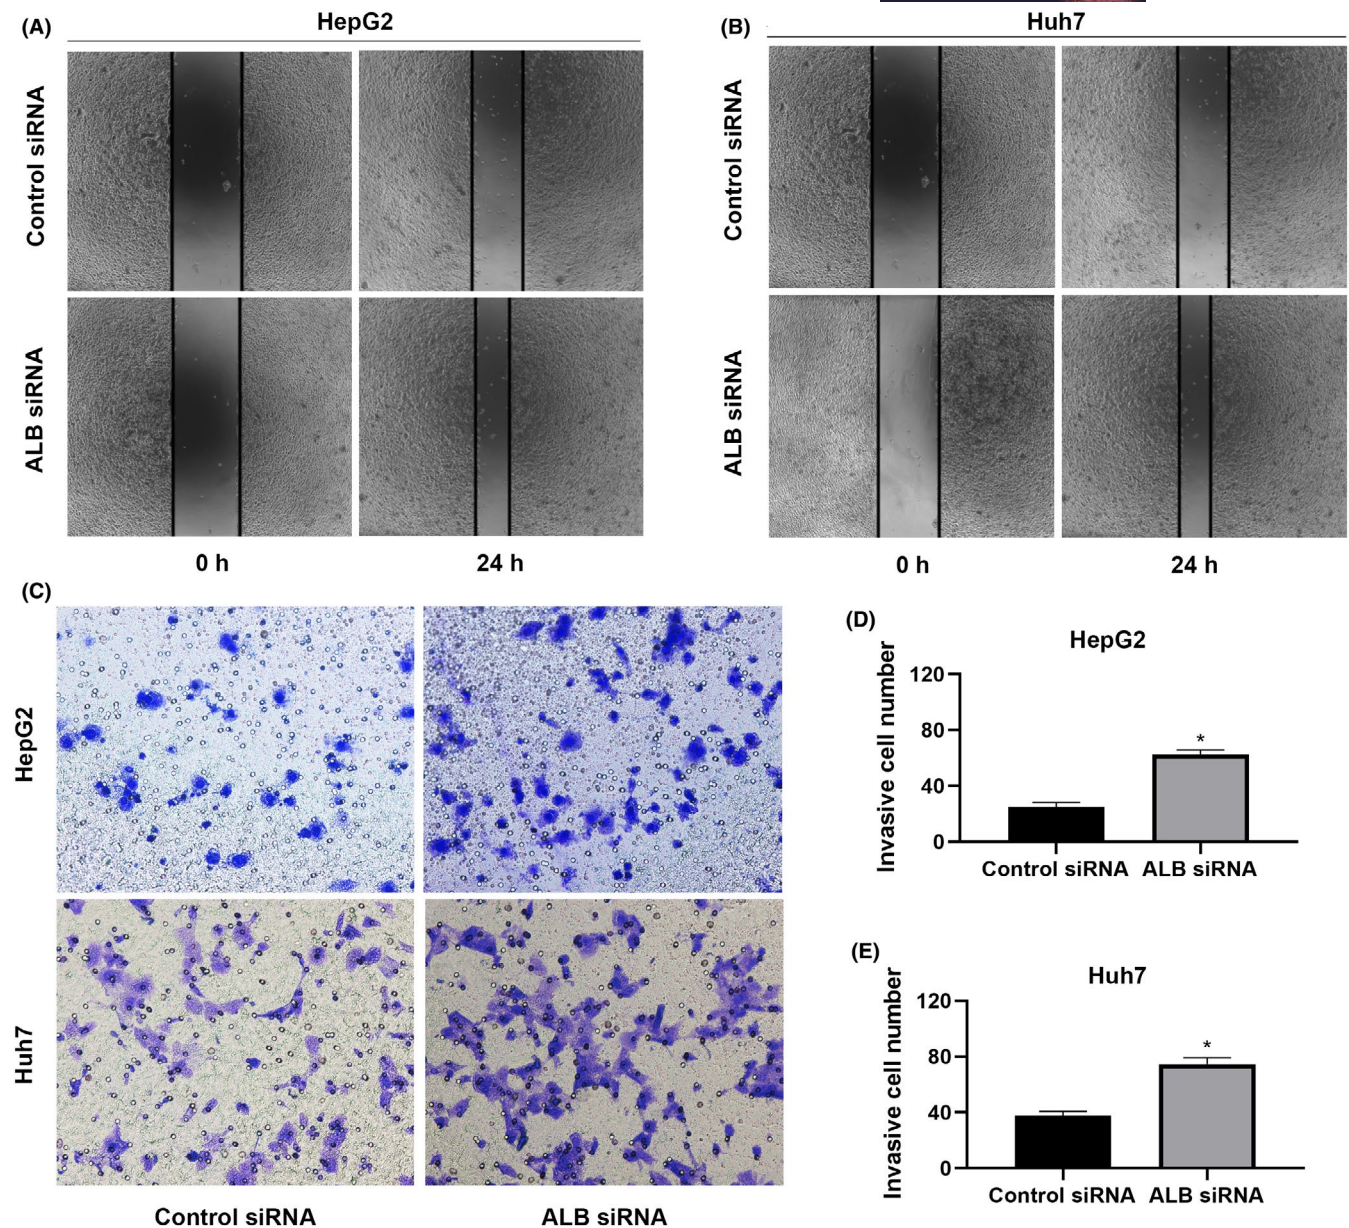 (A)
HepG2
Control siRNA
ALB siRNA
0 h
24 h
(B)
Huh7
Control siRNA
ALB siRNA
0 h
24 h
(C)
HepG2
Huh7
Control siRNA
ALB siRNA
(D)
HepG2
Invasive cell number
120
80
40
0
*
Control siRNA
ALB siRNA
(E)
Huh7
Invasive cell number
120
80
40
0
*
Control siRNA
ALB siRNA